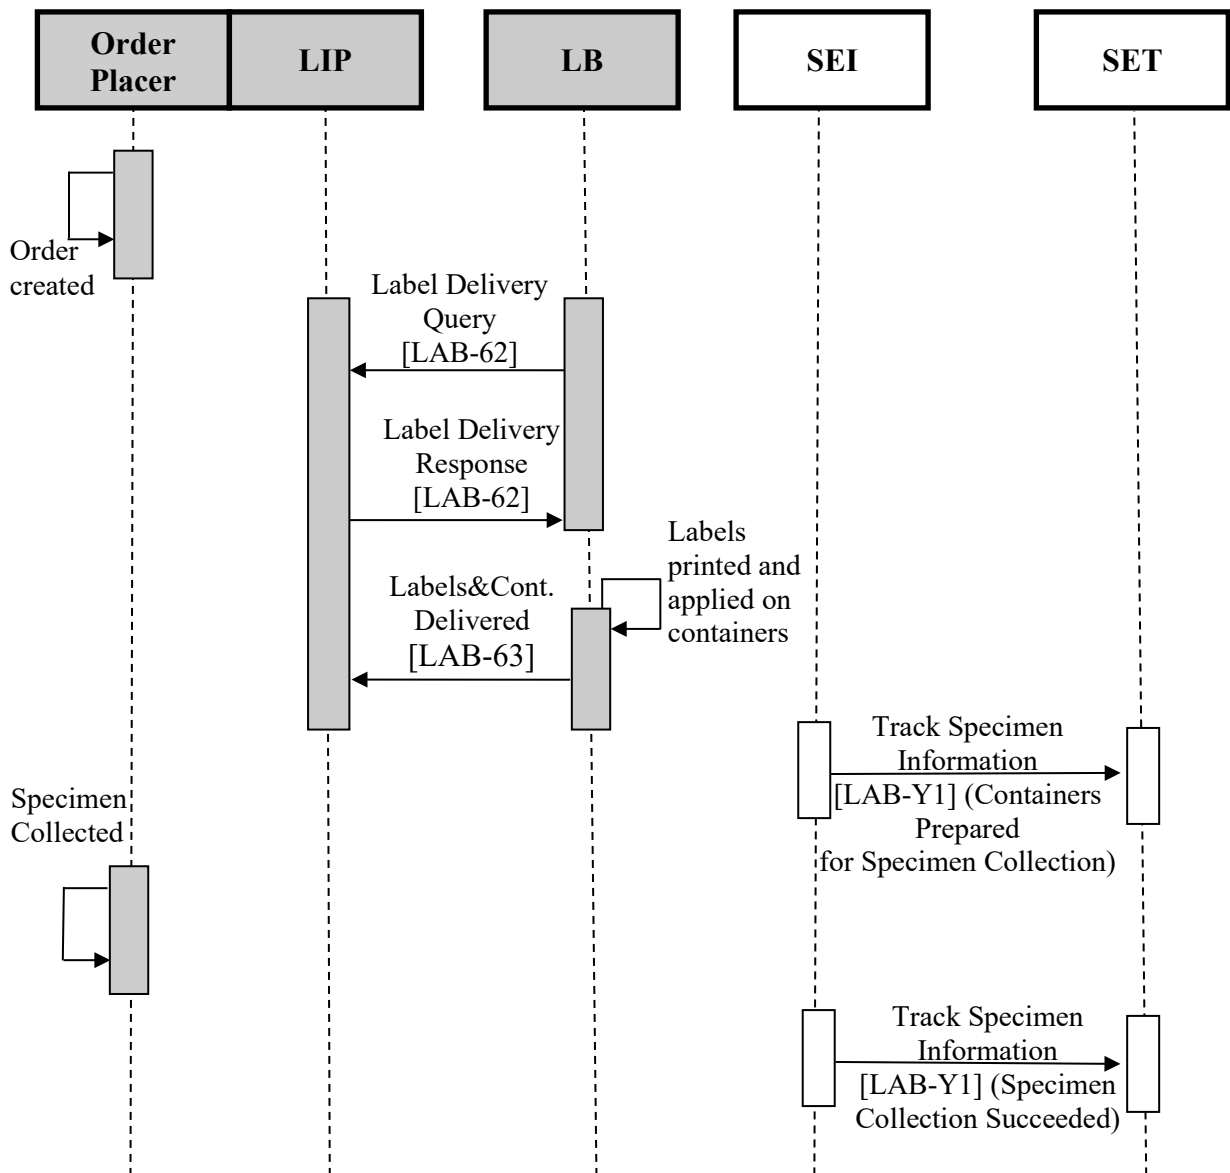 Order
Placer
LIP
LB
SEI
SET
Order
created
Label Delivery
Query
[LAB-62]
Label Delivery
Response
[LAB-62]
Labels
printed and
applied on
containers
Labels&Cont.
Delivered
[LAB-63]
Track Specimen
Information
[LAB-Y1] (Containers
Prepared
for Specimen Collection)
Specimen
Collected
Track Specimen
Information
[LAB-Y1] (Specimen
Collection Succeeded)